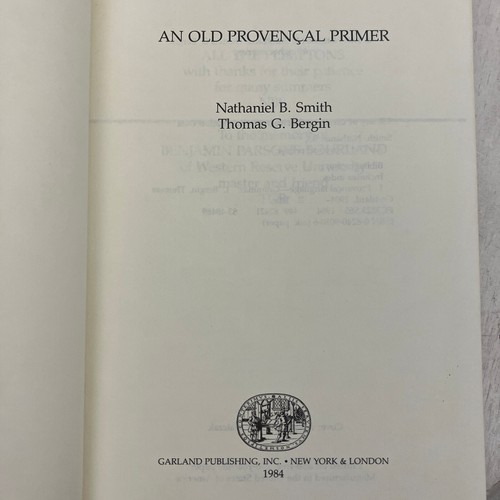 AN OLD PROVENÇAL PRIMER
Nathaniel B. Smith
Thomas G. Bergin
GARLAND PUBLISHING, INC. • NEW YORK & LONDON
1984